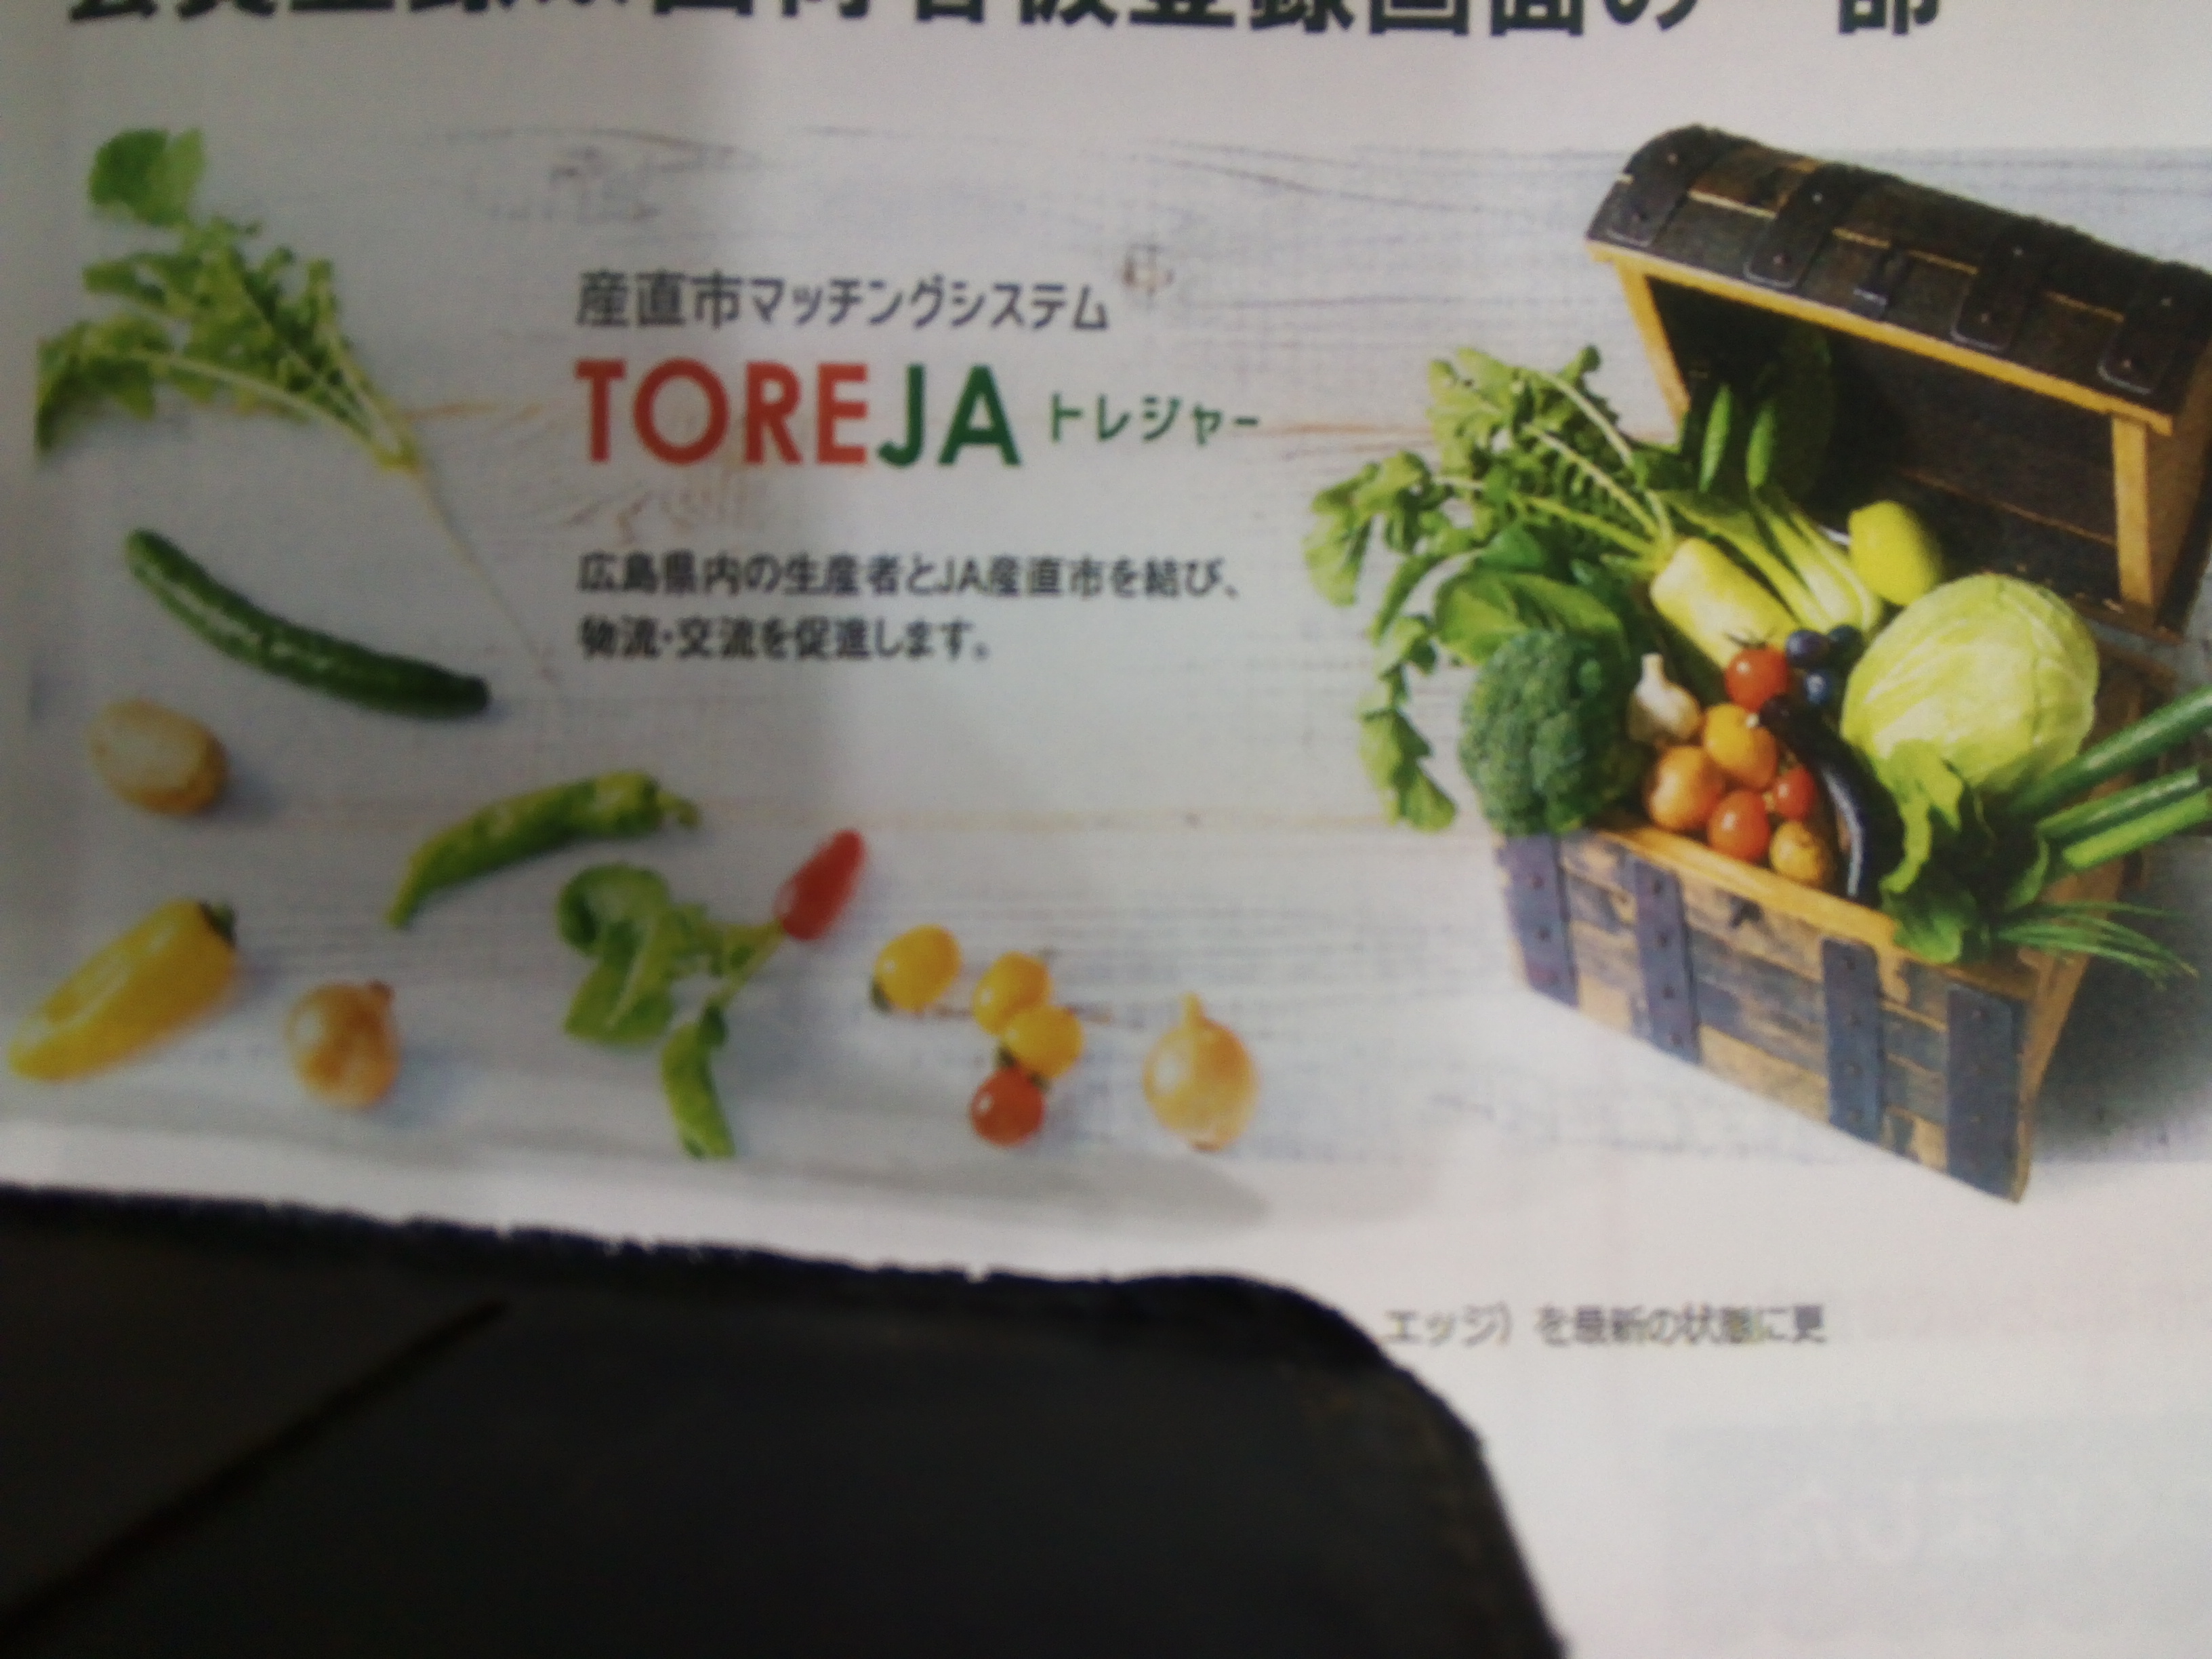 産直市マッチングシステム
TOREJA トレジャー
広島県内の生産者とJA産直市を結び、
物流・交流を促進します。
エッジ）を最新の状態に更